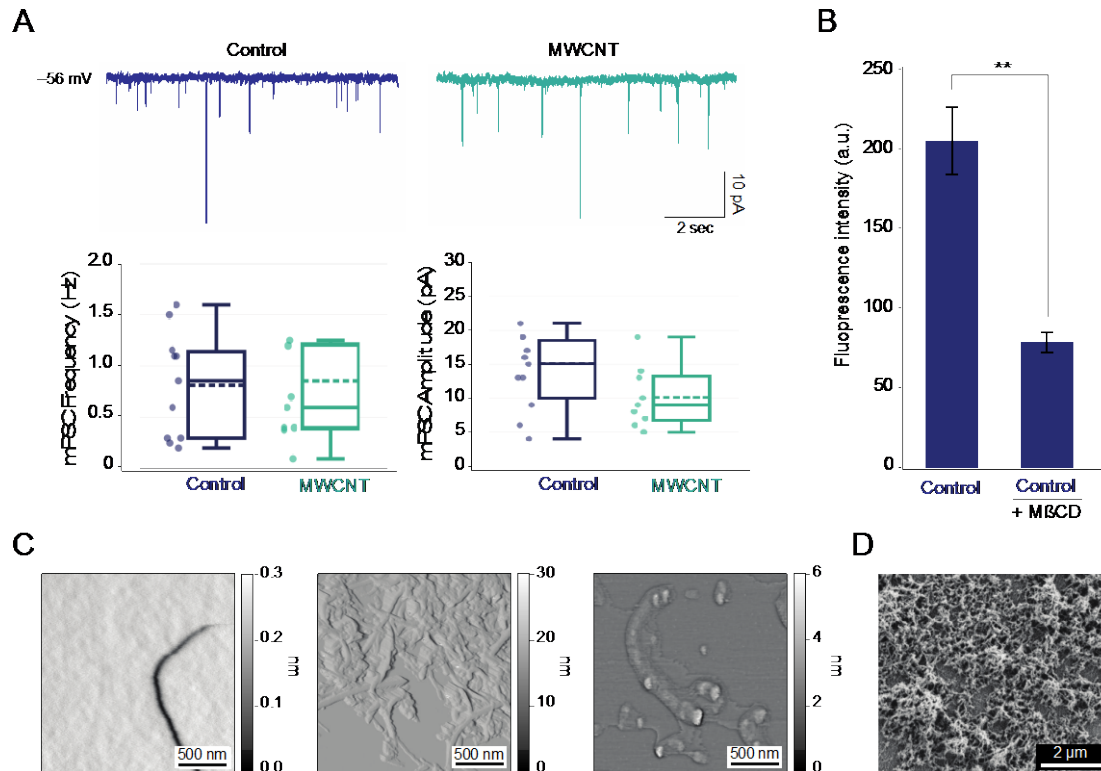 A
Control
MWCNT
–56 mV
10 pA
2 sec
mPSC Frequency (Hz)
2.0
1.5
1.0
0.5
0
Control
MWCNT
mPSC Amplitude (pA)
30
25
20
15
10
5
0
Control
MWCNT
B
**
Fluoprescence intensity (a.u.)
250
200
150
100
50
0
Control
Control
+ MßCD
C
0.3
0.2
0.1
0.0
nm
500 nm
30
20
10
0
nm
500 nm
6
4
2
0
nm
500 nm
D
2 µm